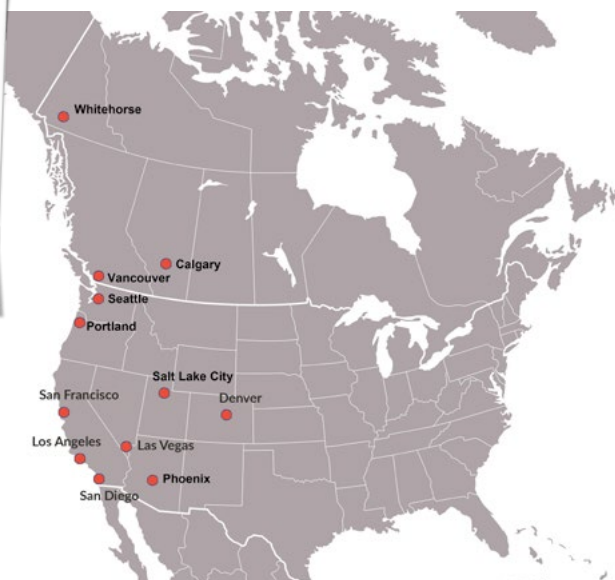 Whitehorse
Calgary
Vancouver
Seattle
Portland
Salt Lake City
Denver
San Francisco
Los Angeles
Las Vegas
Phoenix
San Diego